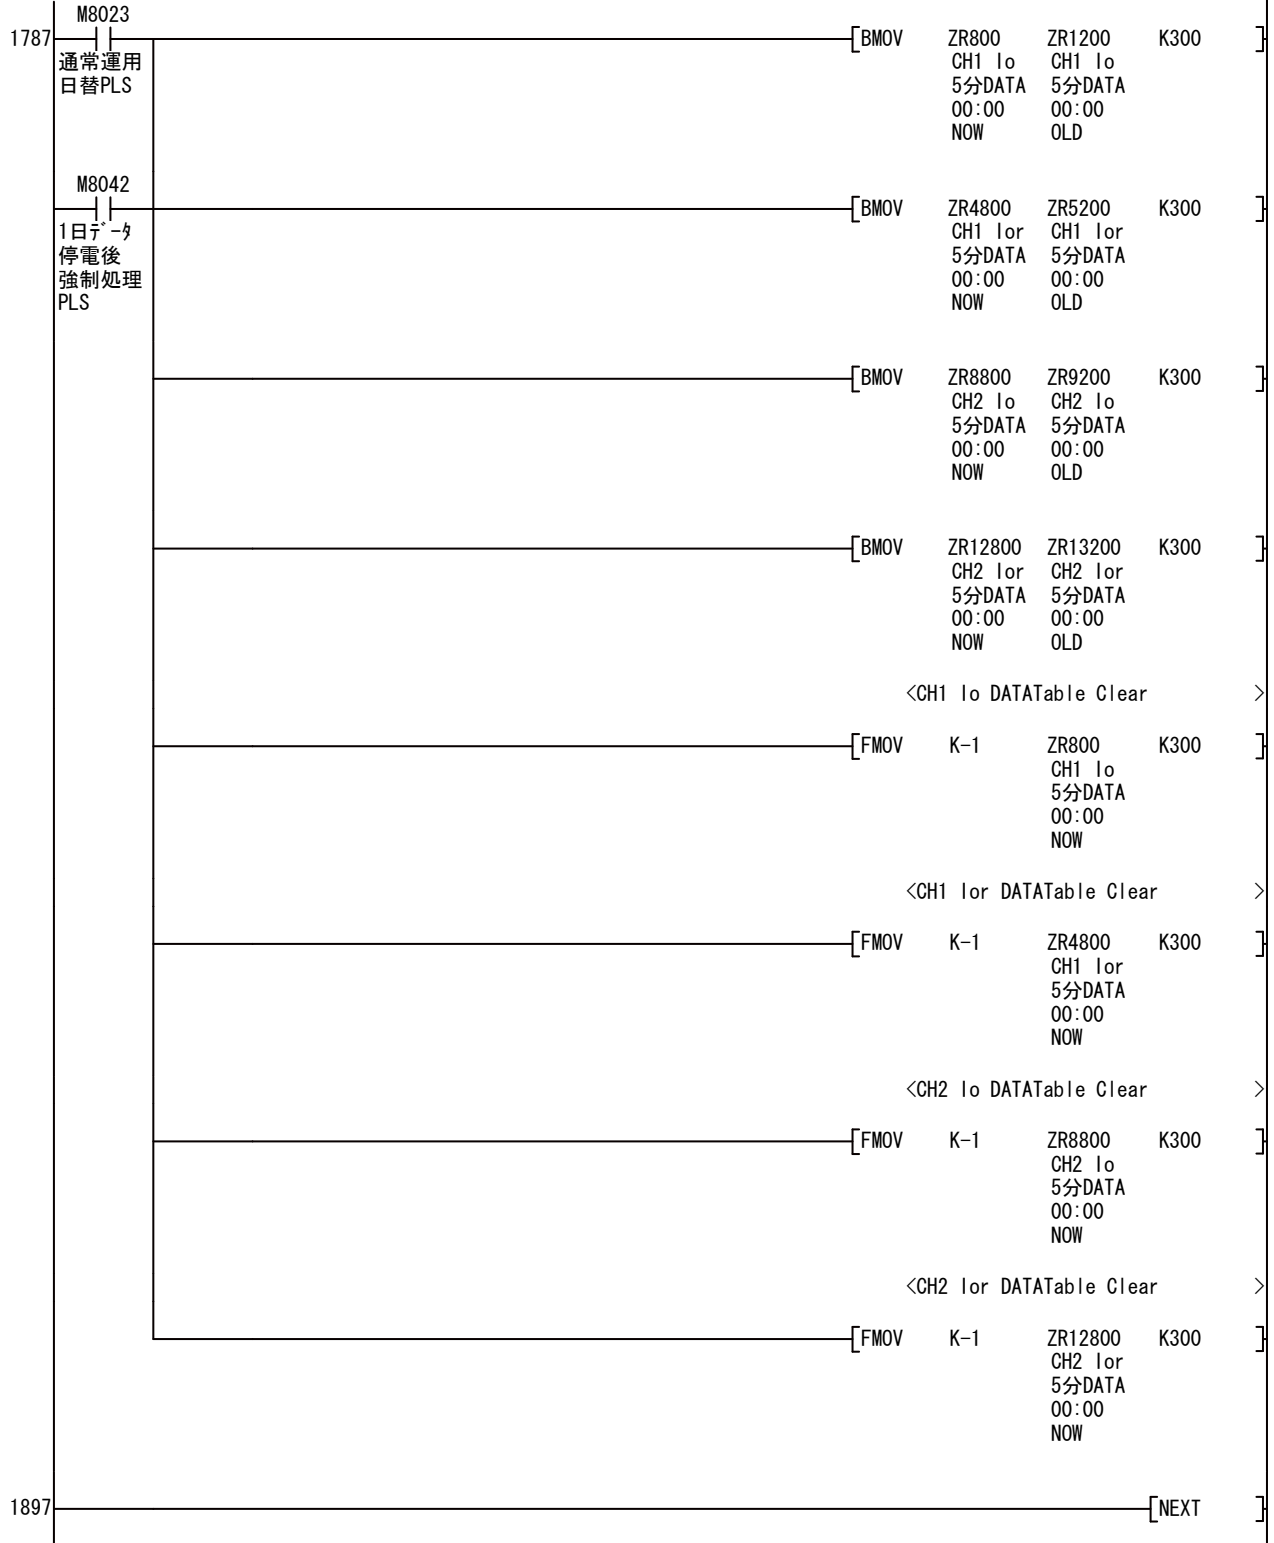 M8023
1787 [BMOV ZR800 ZR1200 K300 ]
通常運用 CH1 Io CH1 Io
日替PLS 5分DATA 5分DATA
00:00 00:00
NOW OLD
M8042
[BMOV ZR4800 ZR5200 K300 ]
1日ﾃﾞｰﾀ CH1 Ior CH1 Ior
停電後 5分DATA 5分DATA
強制処理 00:00 00:00
PLS NOW OLD
[BMOV ZR8800 ZR9200 K300 ]
CH2 Io CH2 Io
5分DATA 5分DATA
00:00 00:00
NOW OLD
[BMOV ZR12800 ZR13200 K300 ]
CH2 Ior CH2 Ior
5分DATA 5分DATA
00:00 00:00
NOW OLD
<CH1 Io DATATable Clear >
[FMOV K-1 ZR800 K300 ]
CH1 Io
5分DATA
00:00
NOW
<CH1 Ior DATATable Clear >
[FMOV K-1 ZR4800 K300 ]
CH1 Ior
5分DATA
00:00
NOW
<CH2 Io DATATable Clear >
[FMOV K-1 ZR8800 K300 ]
CH2 Io
5分DATA
00:00
NOW
<CH2 Ior DATATable Clear >
[FMOV K-1 ZR12800 K300 ]
CH2 Ior
5分DATA
00:00
NOW
1897 [NEXT ]